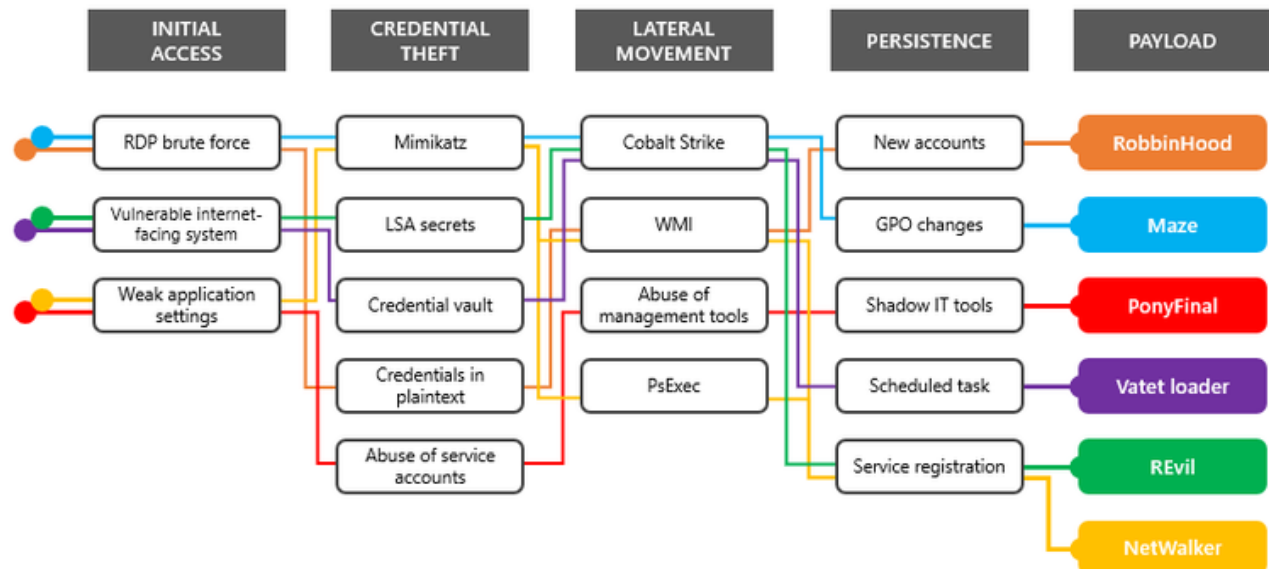 INITIAL
ACCESS
CREDENTIAL
THEFT
LATERAL
MOVEMENT
PERSISTENCE
PAYLOAD
RDP brute force
Mimikatz
Cobalt Strike
New accounts
RobbinHood
Vulnerable internet-
facing system
LSA secrets
WMI
GPO changes
Maze
Weak application
settings
Credential vault
Abuse of
management tools
Shadow IT tools
PonyFinal
Credentials in
plaintext
PsExec
Scheduled task
Vatet loader
Abuse of service
accounts
Service registration
REvil
NetWalker